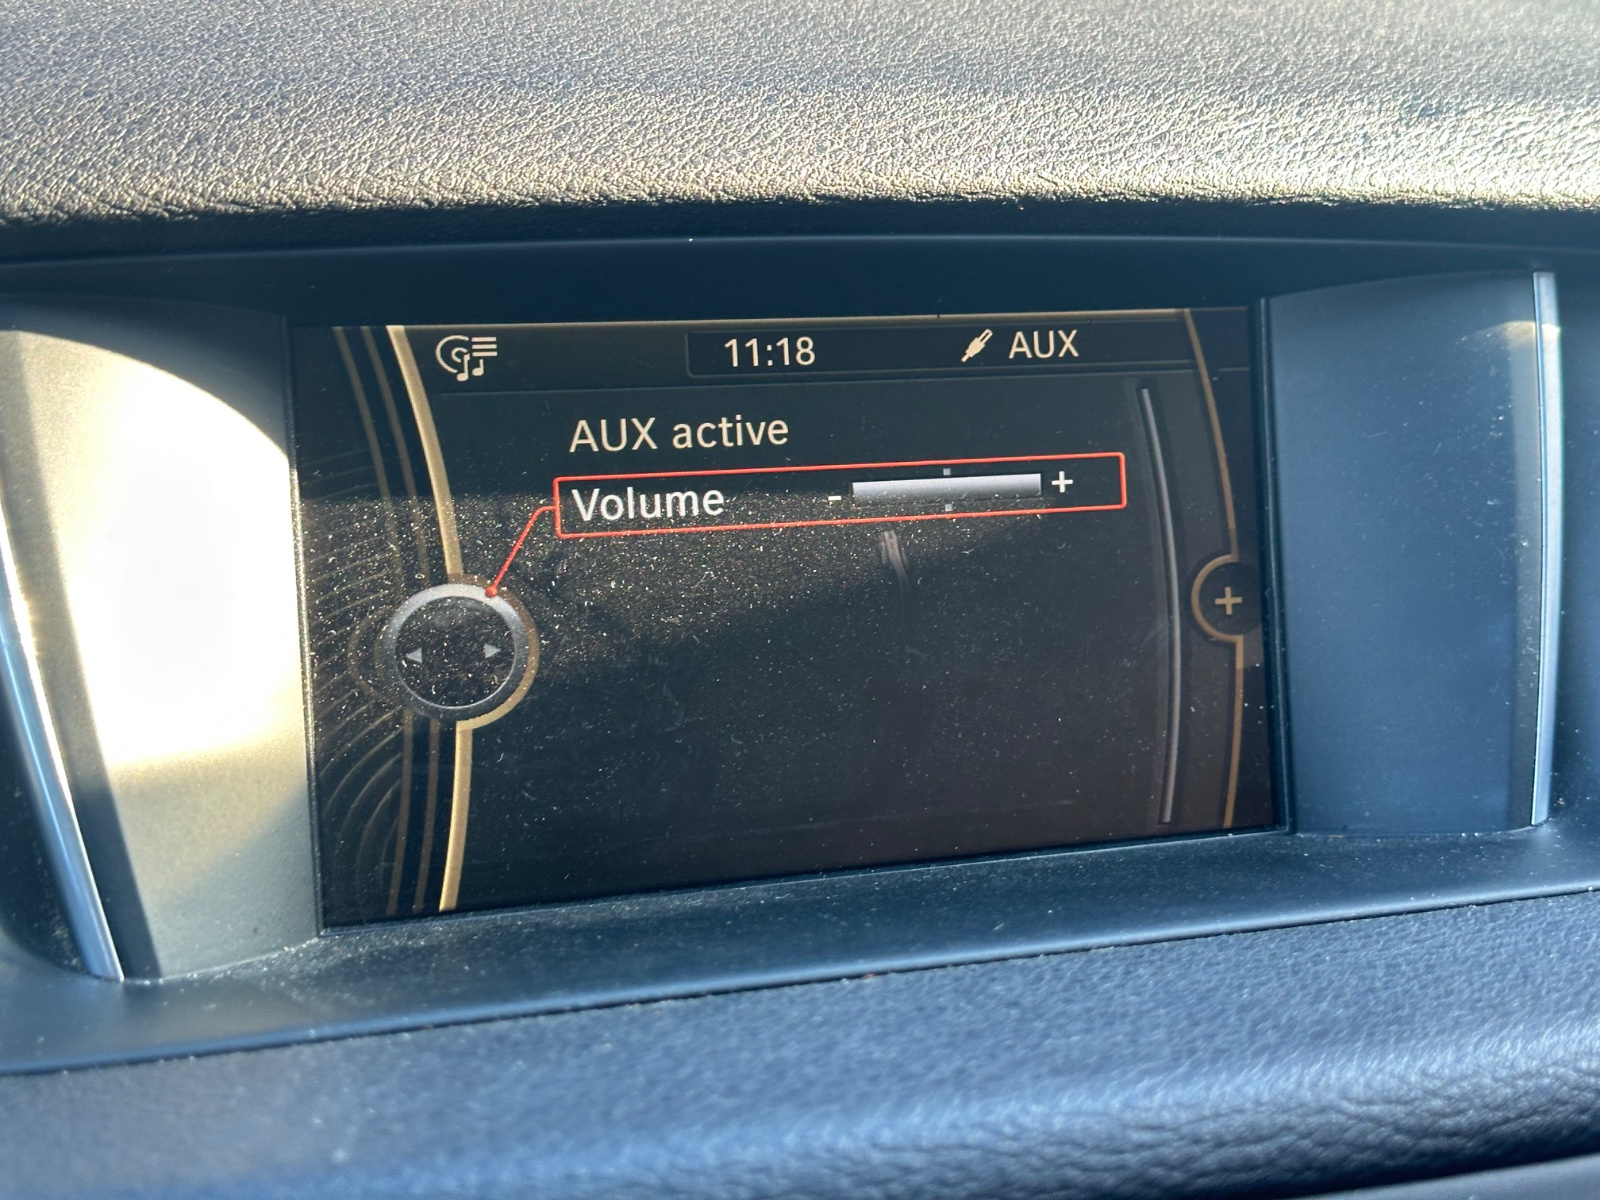 11:18 AUX
AUX active
Volume - +
+